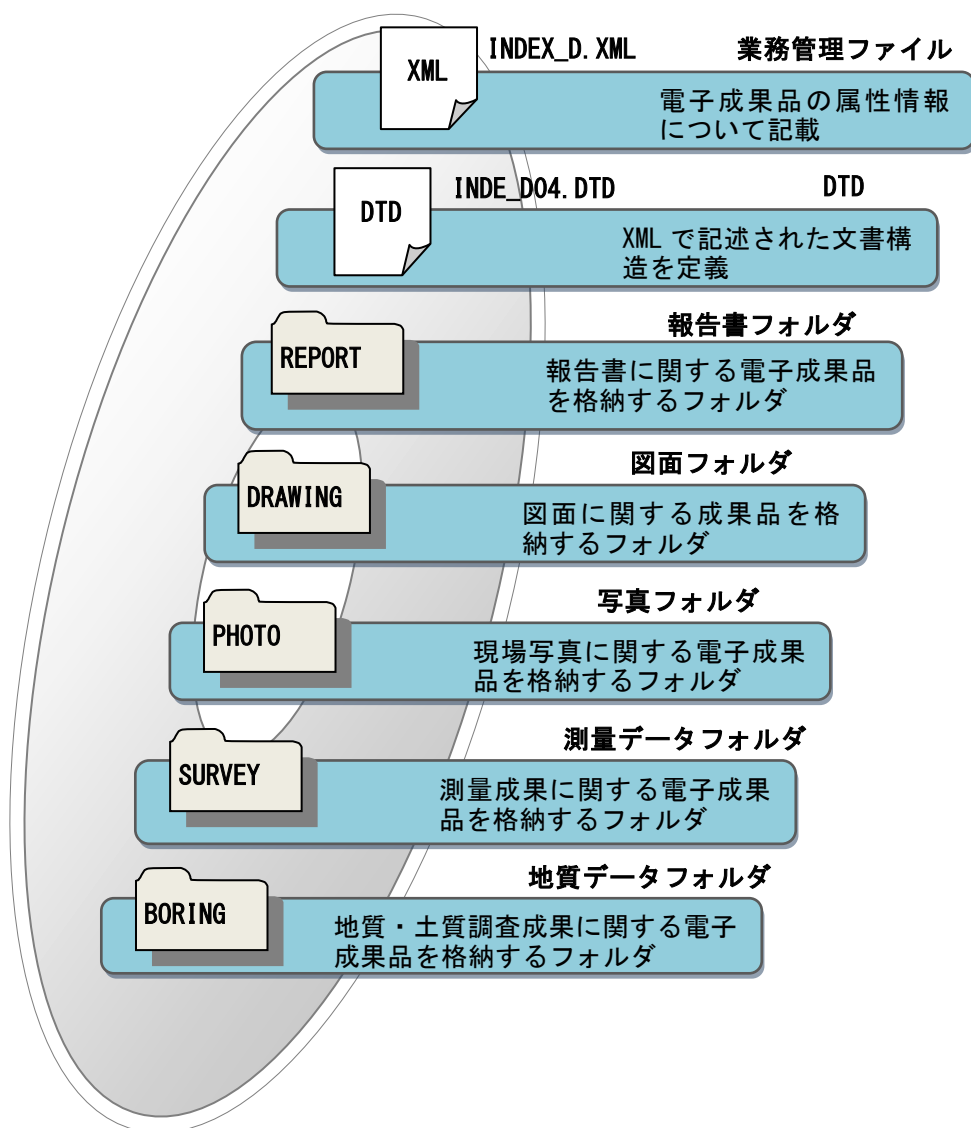 INDEX_D.XML 業務管理ファイル
XML
電子成果品の属性情報
について記載
INDE_D04.DTD DTD
DTD
XMLで記述された文書構
造を定義
報告書フォルダ
REPORT
報告書に関する電子成果品
を格納するフォルダ
図面フォルダ
DRAWING
図面に関する成果品を格
納するフォルダ
写真フォルダ
PHOTO
現場写真に関する電子成果
品を格納するフォルダ
測量データフォルダ
SURVEY
測量成果に関する電子成果
品を格納するフォルダ
地質データフォルダ
BORING
地質・土質調査成果に関する電子
成果品を格納するフォルダ